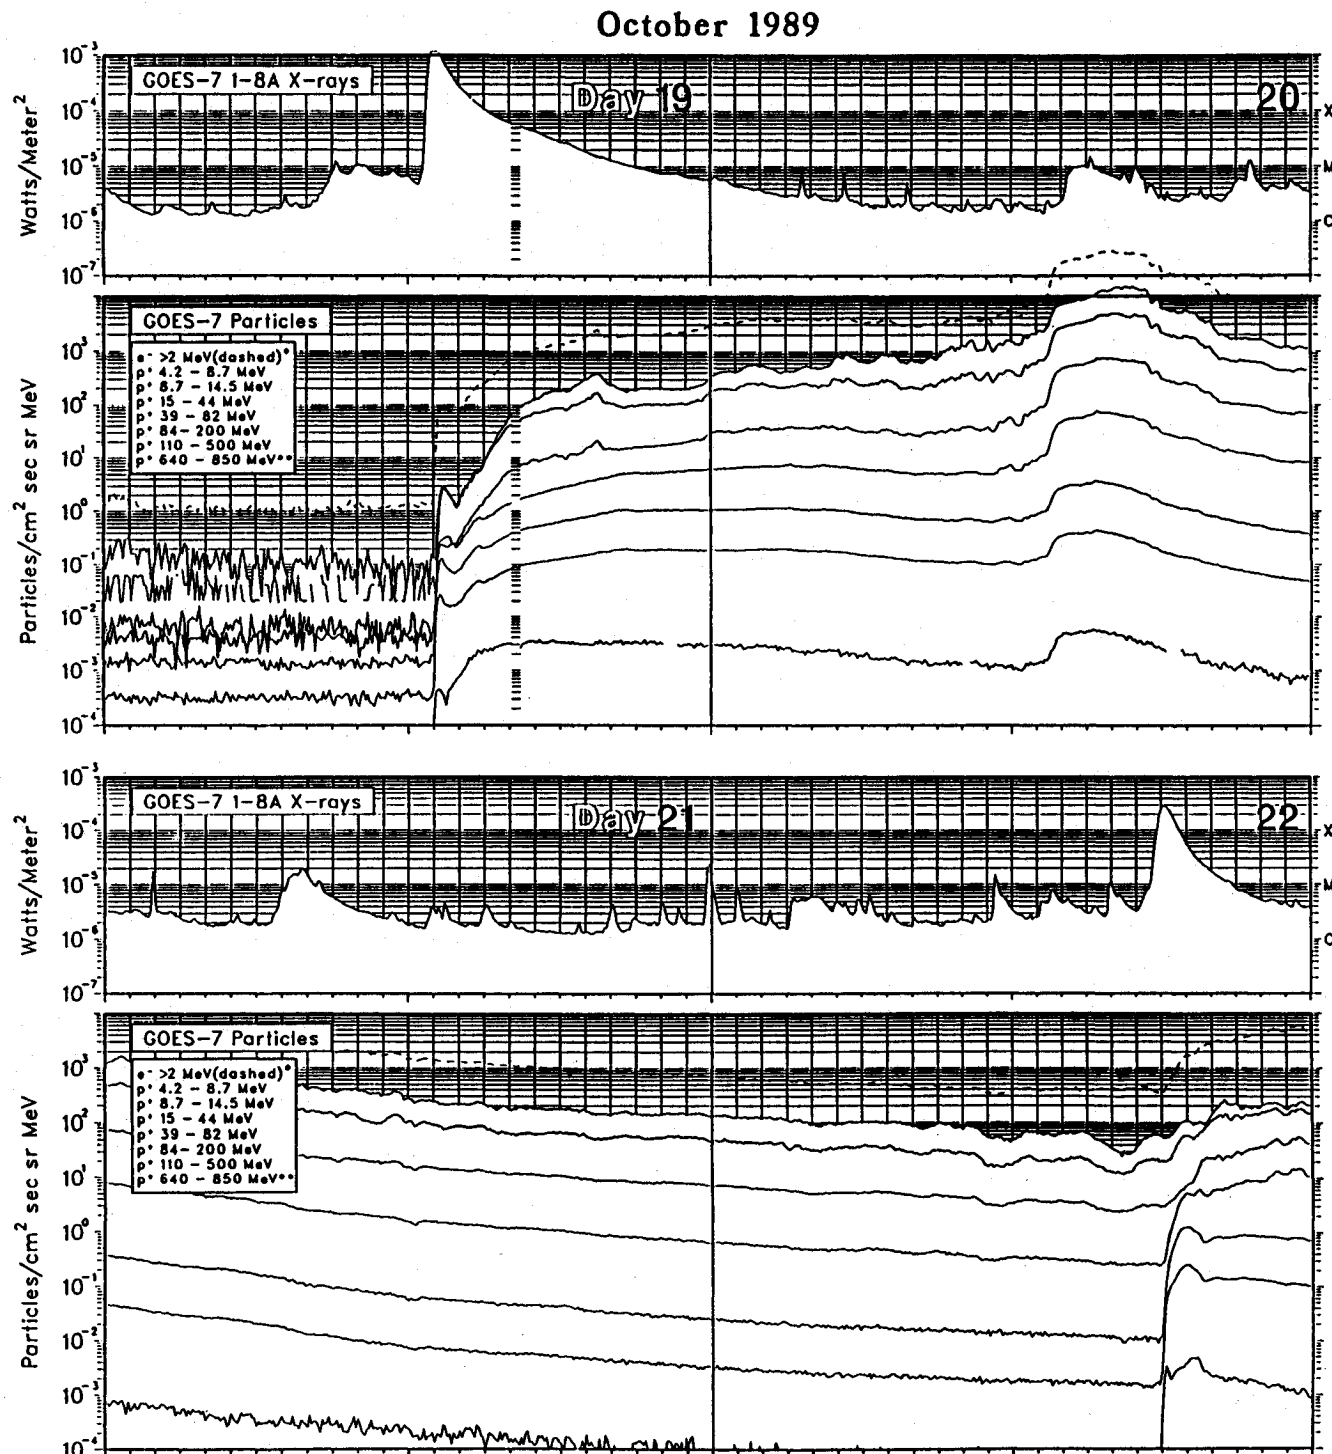 October 1989
GOES-7 1-8A X-rays
Day 19
20
Watts/Meter²
10⁻³
10⁻⁴
10⁻⁵
10⁻⁶
10⁻⁷
X
M
C
GOES-7 Particles
e⁻ >2 MeV(dashed)*
p⁺ 4.2 - 8.7 MeV
p⁺ 8.7 - 14.5 MeV
p⁺ 15 - 44 MeV
p⁺ 39 - 82 MeV
p⁺ 84 - 200 MeV
p⁺ 110 - 500 MeV
p⁺ 640 - 850 MeV**
Particles/cm² sec sr MeV
10³
10²
10¹
10⁰
10⁻¹
10⁻²
10⁻³
10⁻⁴
GOES-7 1-8A X-rays
Day 21
22
Watts/Meter²
10⁻³
10⁻⁴
10⁻⁵
10⁻⁶
10⁻⁷
X
M
C
GOES-7 Particles
e⁻ >2 MeV(dashed)*
p⁺ 4.2 - 8.7 MeV
p⁺ 8.7 - 14.5 MeV
p⁺ 15 - 44 MeV
p⁺ 39 - 82 MeV
p⁺ 84 - 200 MeV
p⁺ 110 - 500 MeV
p⁺ 640 - 850 MeV**
Particles/cm² sec sr MeV
10³
10²
10¹
10⁰
10⁻¹
10⁻²
10⁻³
10⁻⁴